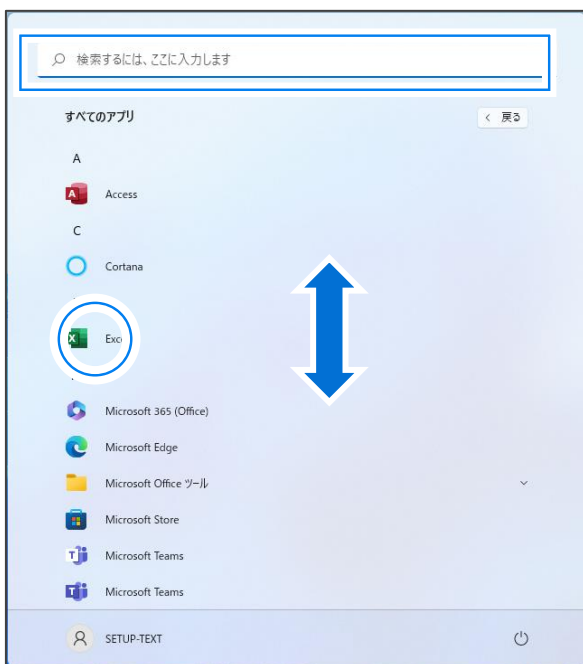 検索するには、ここに入力します
すべてのアプリ
戻る
A
Access
C
Cortana
Exc
Microsoft 365 (Office)
Microsoft Edge
Microsoft Office ツール
Microsoft Store
Microsoft Teams
Microsoft Teams
SETUP-TEXT